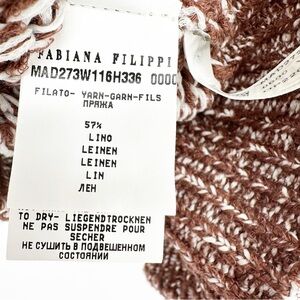 FABIANA FILIPPI
MAD273W116H336 0000
FILATO- YARN-GARN-FILS
ПРЯЖА
57%
LINO
LEINEN
LEINEN
LIN
ЛЕН
TO DRY- LIEGENDTROCKNEN
NE PAS SUSPENDRE POUR
SECHER
НЕ СУШИТЬ В ПОДВЕШЕННОМ
СОСТОЯНИИ